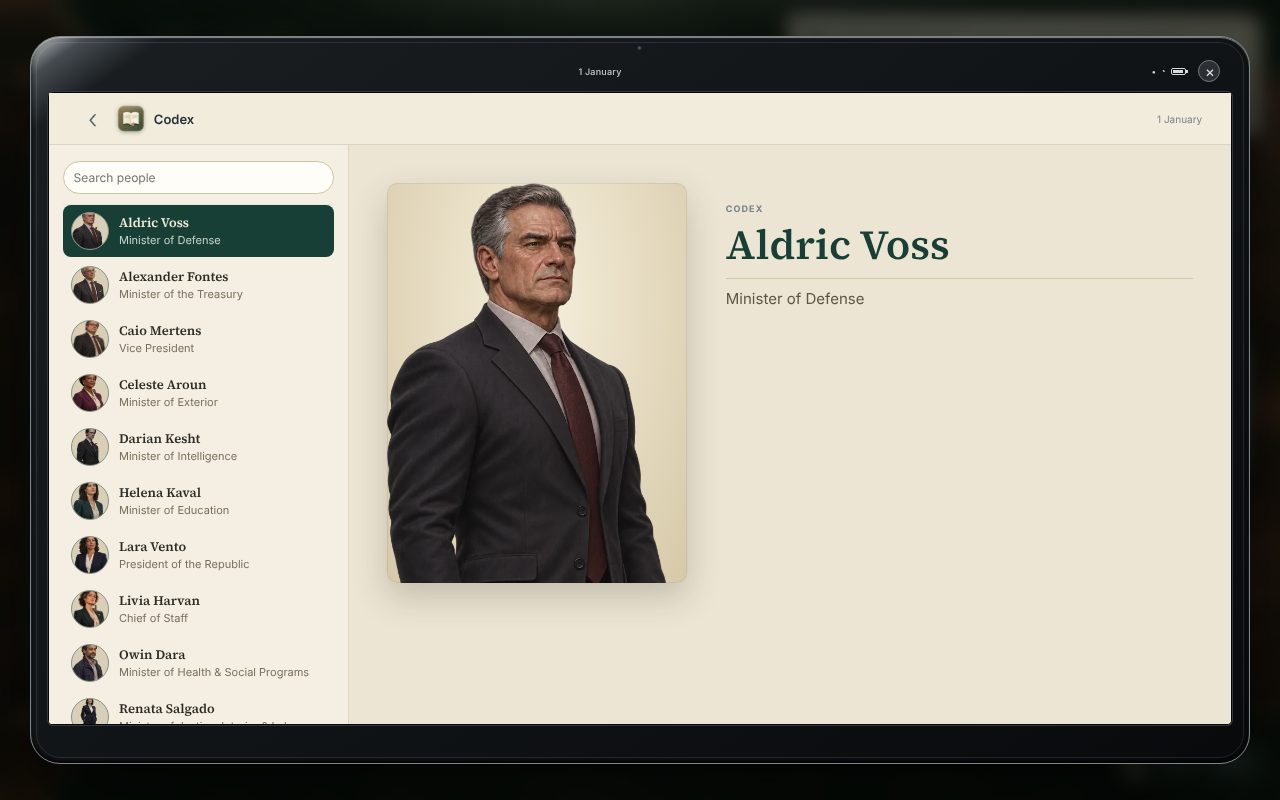 1 January
Codex
1 January
Search people
Aldric Voss
Minister of Defense
Alexander Fontes
Minister of the Treasury
Caio Mertens
Vice President
Celeste Aroun
Minister of Exterior
Darian Kesht
Minister of Intelligence
Helena Kaval
Minister of Education
Lara Vento
President of the Republic
Livia Harvan
Chief of Staff
Owin Dara
Minister of Health & Social Programs
Renata Salgado
CODEX
Aldric Voss
Minister of Defense